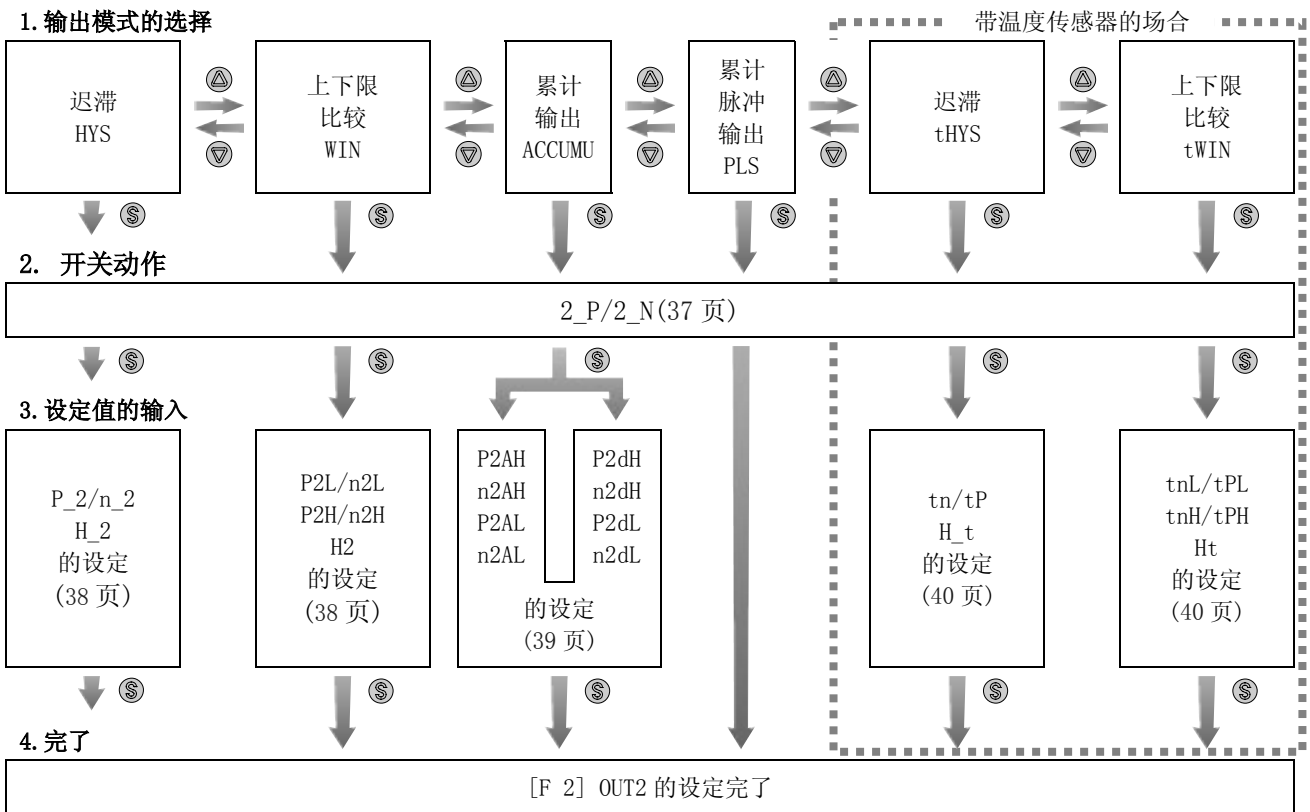 1.输出模式的选择
带温度传感器的场合
迟滞
HYS
上下限
比较
WIN
累计
输出
ACCUMU
累计
脉冲
输出
PLS
迟滞
tHYS
上下限
比较
tWIN
S
S
S
S
S
S
2. 开关动作
2_P/2_N(37 页)
S
S
S
S
S
3.设定值的输入
P_2/n_2
H_2
的设定
(38 页)
P2L/n2L
P2H/n2H
H2
的设定
(38 页)
P2AH
n2AH
P2AL
n2AL
P2dH
n2dH
P2dL
n2dL
的设定
(39 页)
tn/tP
H_t
的设定
(40 页)
tnL/tPL
tnH/tPH
Ht
的设定
(40 页)
S
S
S
S
S
4.完了
[F 2] OUT2 的设定完了